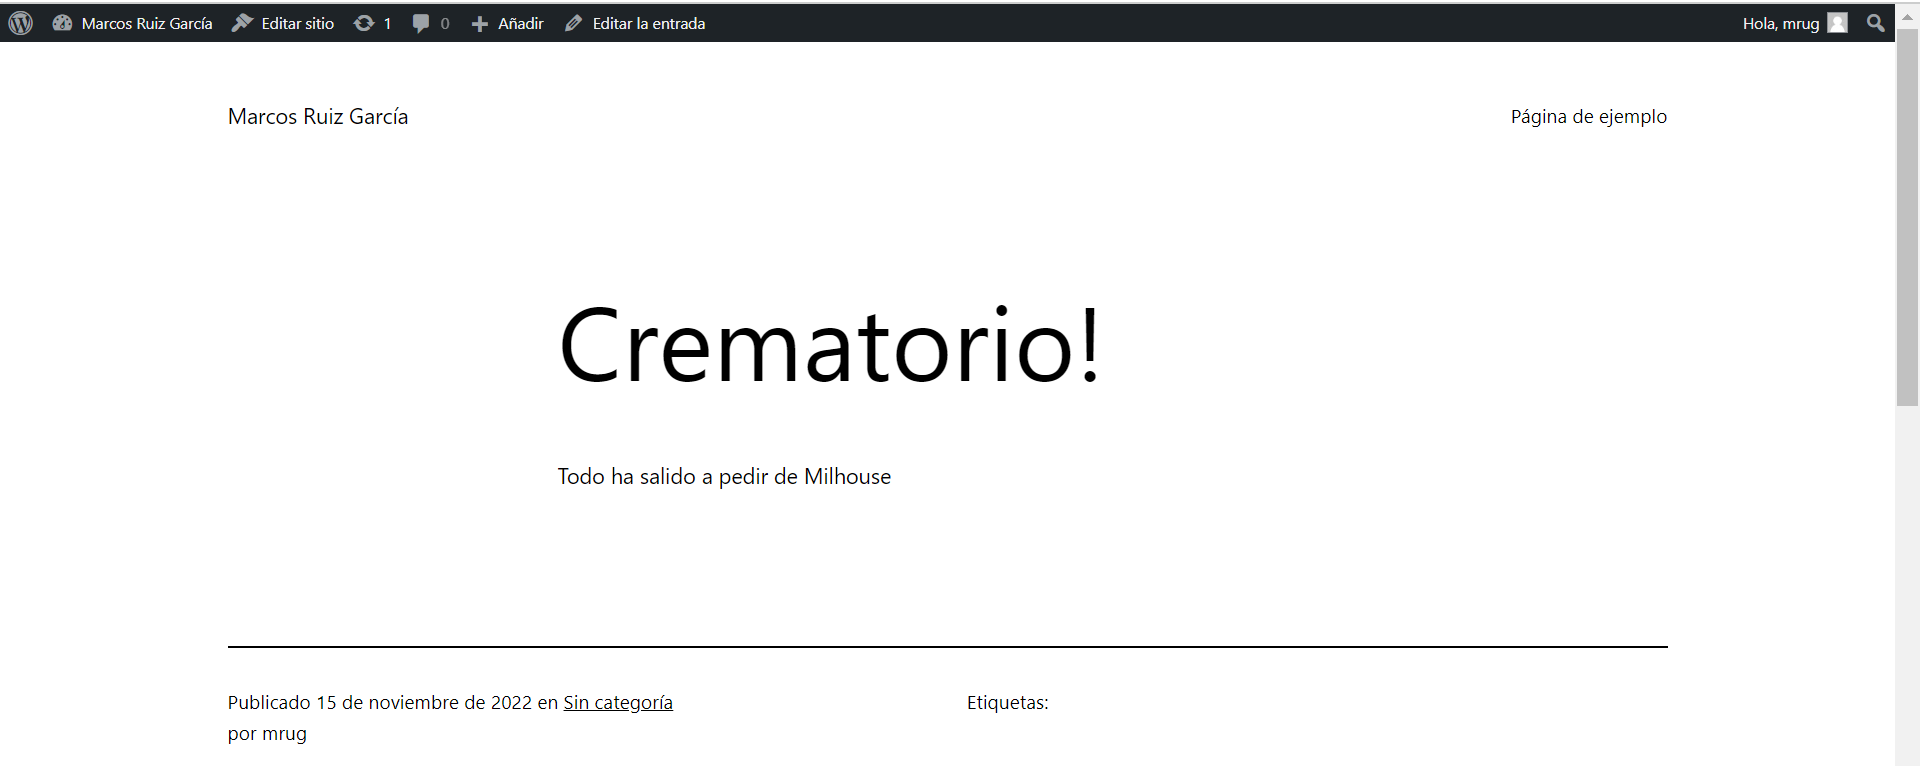 Marcos Ruiz García Editar sitio 1 0 Añadir Editar la entrada Hola, mrug
Marcos Ruiz García Página de ejemplo
Crematorio!
Todo ha salido a pedir de Milhouse
Publicado 15 de noviembre de 2022 en Sin categoría Etiquetas:
por mrug